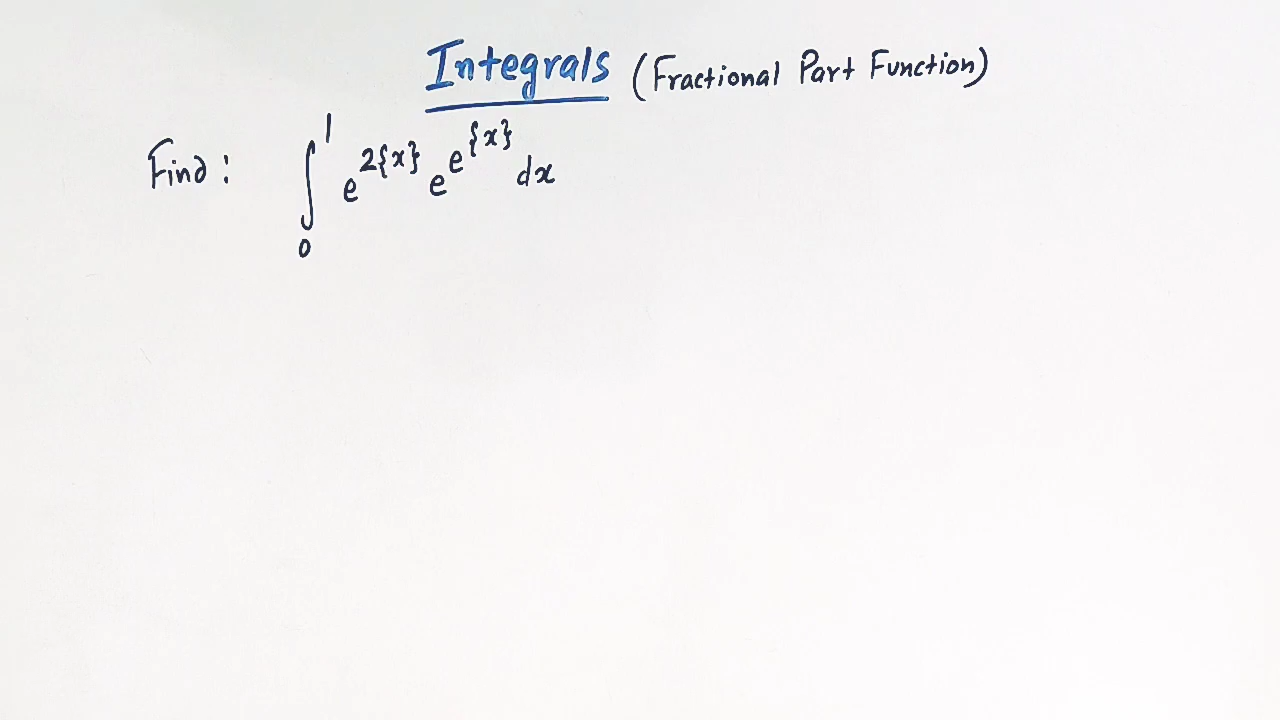 Integrals (Fractional Part Function)
Find: ∫₀¹ e^{2{x}} e^{e^{{x}}} dx